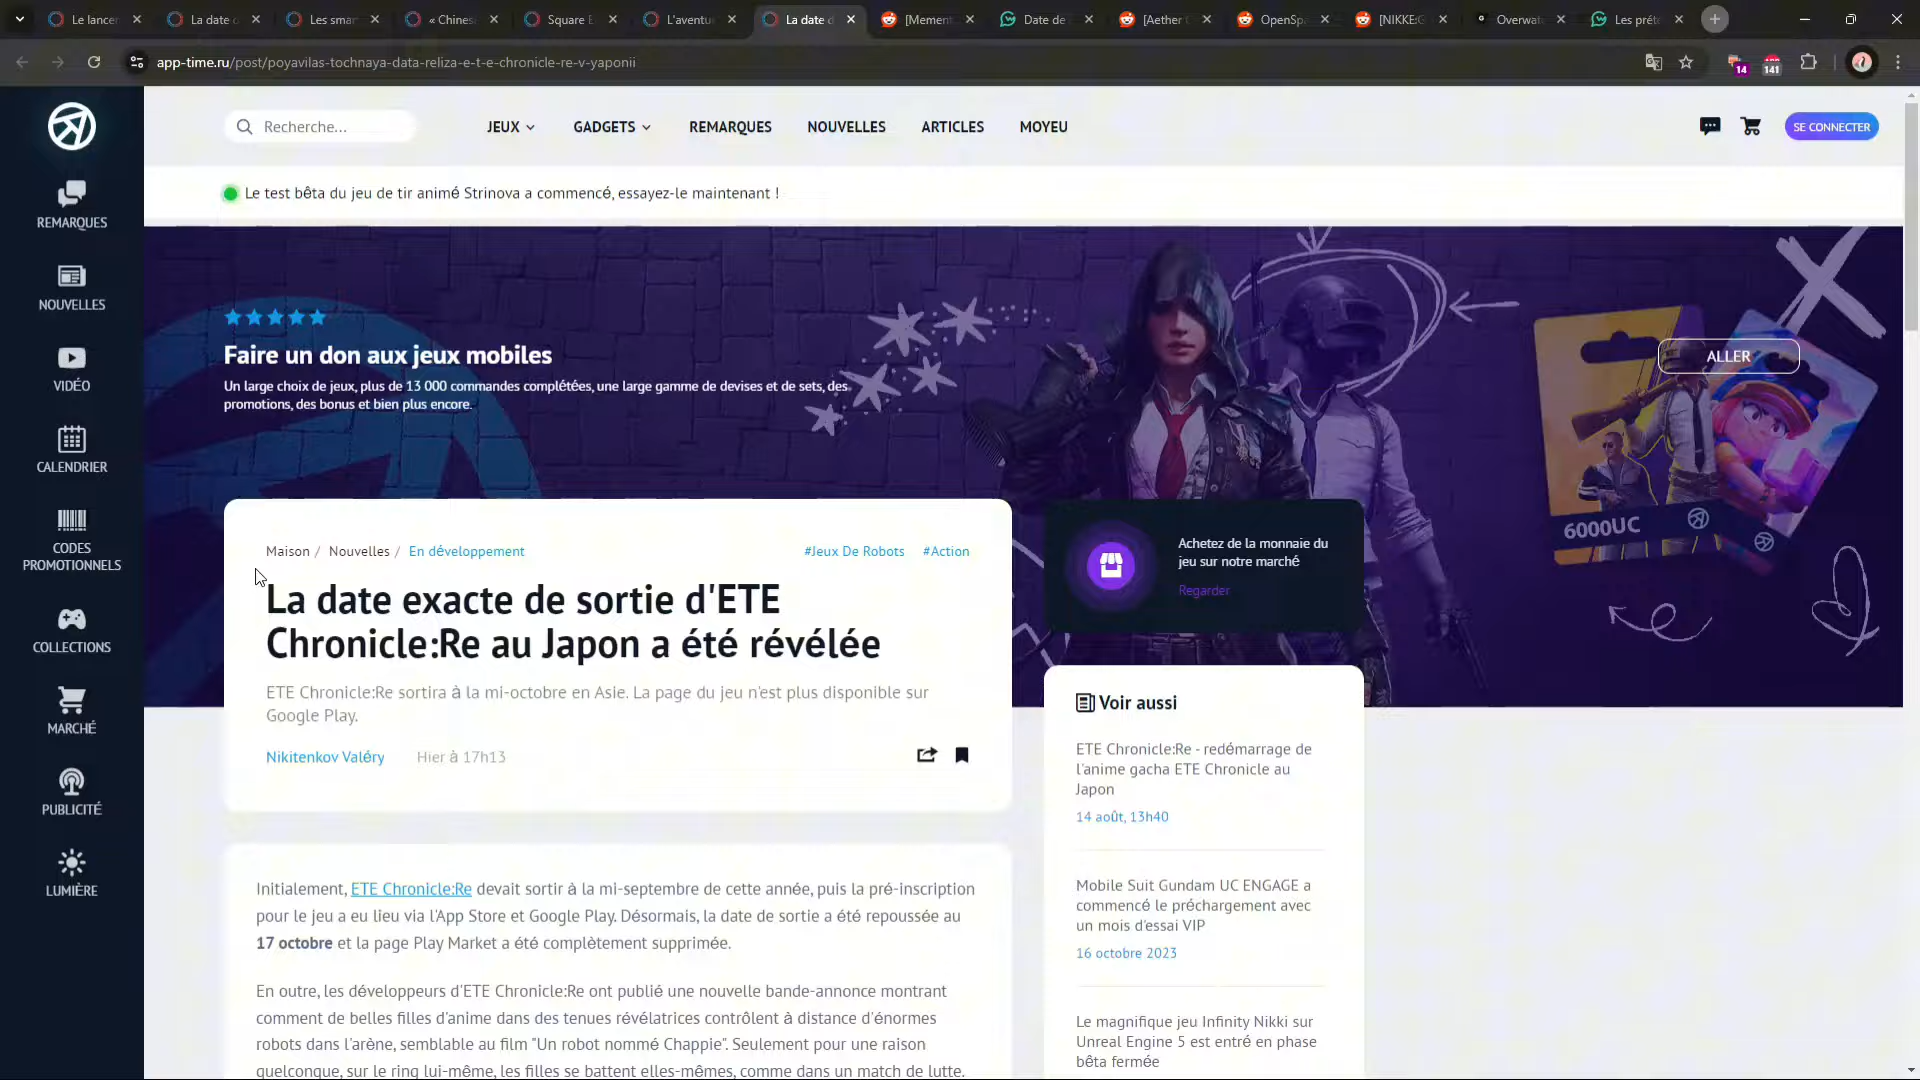 Le lancer
La date d
Les smar
« Chines
Square E
L'aventu
La date d
[Mement
Date de
[Aether
OpenSp
[NIKKE:G
Overwat
Les préte
app-time.ru/post/poyavilas-tochnaya-data-reliza-e-t-e-chronicle-re-v-yaponii
14
141
Recherche...
JEUX
GADGETS
REMARQUES
NOUVELLES
ARTICLES
MOYEU
SE CONNECTER
REMARQUES
NOUVELLES
VIDÉO
CALENDRIER
CODES
PROMOTIONNELS
COLLECTIONS
MARCHÉ
PUBLICITÉ
LUMIÈRE
Le test bêta du jeu de tir animé Strinova a commencé, essayez-le maintenant !
Faire un don aux jeux mobiles
Un large choix de jeux, plus de 13 000 commandes complétées, une large gamme de devises et de sets, des
promotions, des bonus et bien plus encore.
ALLER
6000UC
Maison / Nouvelles / En développement
#Jeux De Robots #Action
La date exacte de sortie d'ETE
Chronicle:Re au Japon a été révélée
ETE Chronicle:Re sortira à la mi-octobre en Asie. La page du jeu n'est plus disponible sur
Google Play.
Nikitenkov Valéry
Hier à 17h13
Initialement, ETE Chronicle:Re devait sortir à la mi-septembre de cette année, puis la pré-inscription
pour le jeu a eu lieu via l'App Store et Google Play. Désormais, la date de sortie a été repoussée au
17 octobre et la page Play Market a été complètement supprimée.
En outre, les développeurs d'ETE Chronicle:Re ont publié une nouvelle bande-annonce montrant
comment de belles filles d'anime dans des tenues révélatrices contrôlent à distance d'énormes
robots dans l'arène, semblable au film "Un robot nommé Chappie". Seulement pour une raison
quelconque, sur le ring lui-même, les filles se battent elles-mêmes, comme dans un match de lutte.
Achetez de la monnaie du
jeu sur notre marché
Regarder
Voir aussi
ETE Chronicle:Re - redémarrage de
l'anime gacha ETE Chronicle au
Japon
14 août, 13h40
Mobile Suit Gundam UC ENGAGE a
commencé le préchargement avec
un mois d'essai VIP
16 octobre 2023
Le magnifique jeu Infinity Nikki sur
Unreal Engine 5 est entré en phase
bêta fermée